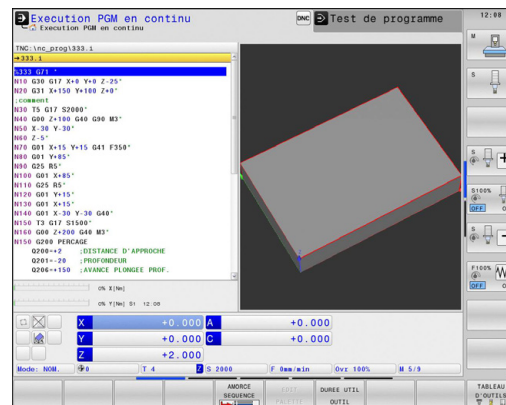 Execution PGM en continu
Execution PGM en continu
DNC
Test de programme
12:08
TNC:\nc_prog\333.i
→333.i
%333 G71 *
N10 G30 G17 X+0 Y+0 Z-25*
N20 G31 X+150 Y+100 Z+0*
;comment
N30 T5 G17 S2000*
N40 G00 Z+100 G40 G90 M3*
N50 X-30 Y-30*
N60 Z-5*
N70 G01 X+15 Y+15 G41 F350*
N80 G01 Y+85*
N90 G25 R5*
N100 G01 X+85*
N110 G25 R5*
N120 G01 Y+15*
N130 G01 X+15*
N140 G01 X-30 Y-30 G40*
N150 T3 G17 S1500*
N160 G00 Z+200 G40 M3*
N150 G200 PERCAGE
Q200=+2 ;DISTANCE D'APPROCHE
Q201=-20 ;PROFONDEUR
Q206=+150 ;AVANCE PLONGEE PROF.
0% X[Nm]
0% Y[Nm] S1 12:08
X +0.000 A +0.000
Y +0.000 C +0.000
Z +2.000
Mode: NOM. 0 T 4 Z S 2000 F 0mm/min Ovr 100% M 5/9
M
S
S
S100%
OFF
S
F100% W
OFF
AMORCE SEQUENCE
EDIT PALETTE
DUREE UTIL OUTIL
TABLEAU D'OUTILS